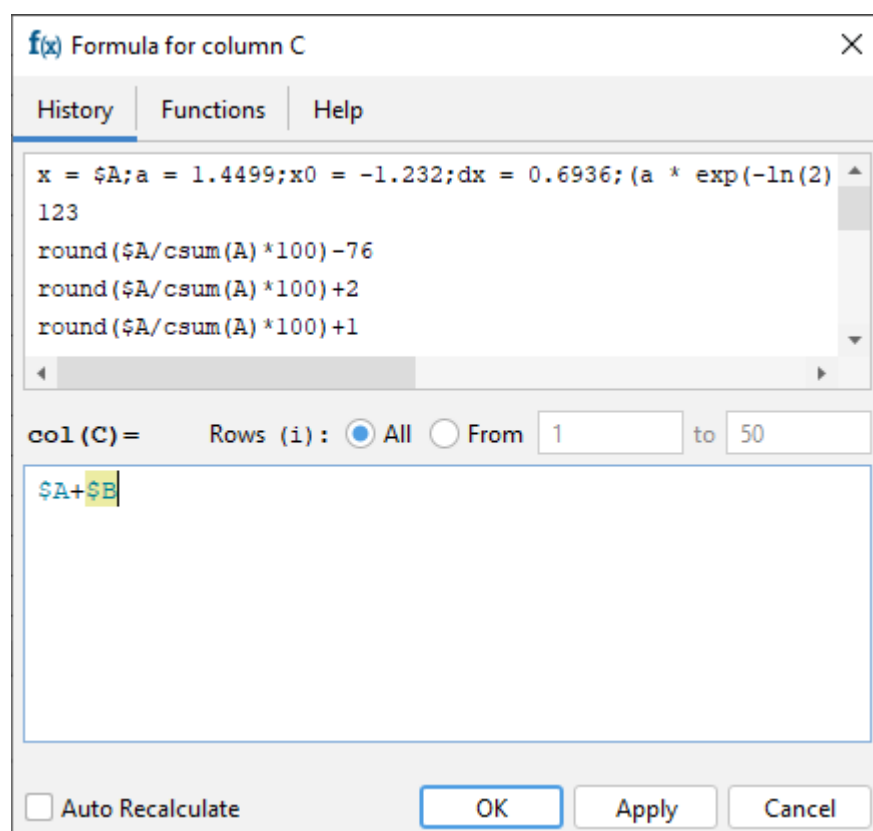 f(x) Formula for column C
History Functions Help
x = $A;a = 1.4499;x0 = -1.232;dx = 0.6936;(a * exp(-ln(2)
123
round($A/csum(A)*100)-76
round($A/csum(A)*100)+2
round($A/csum(A)*100)+1
col(C)= Rows (i): All From 1 to 50
$A+$B
Auto Recalculate OK Apply Cancel